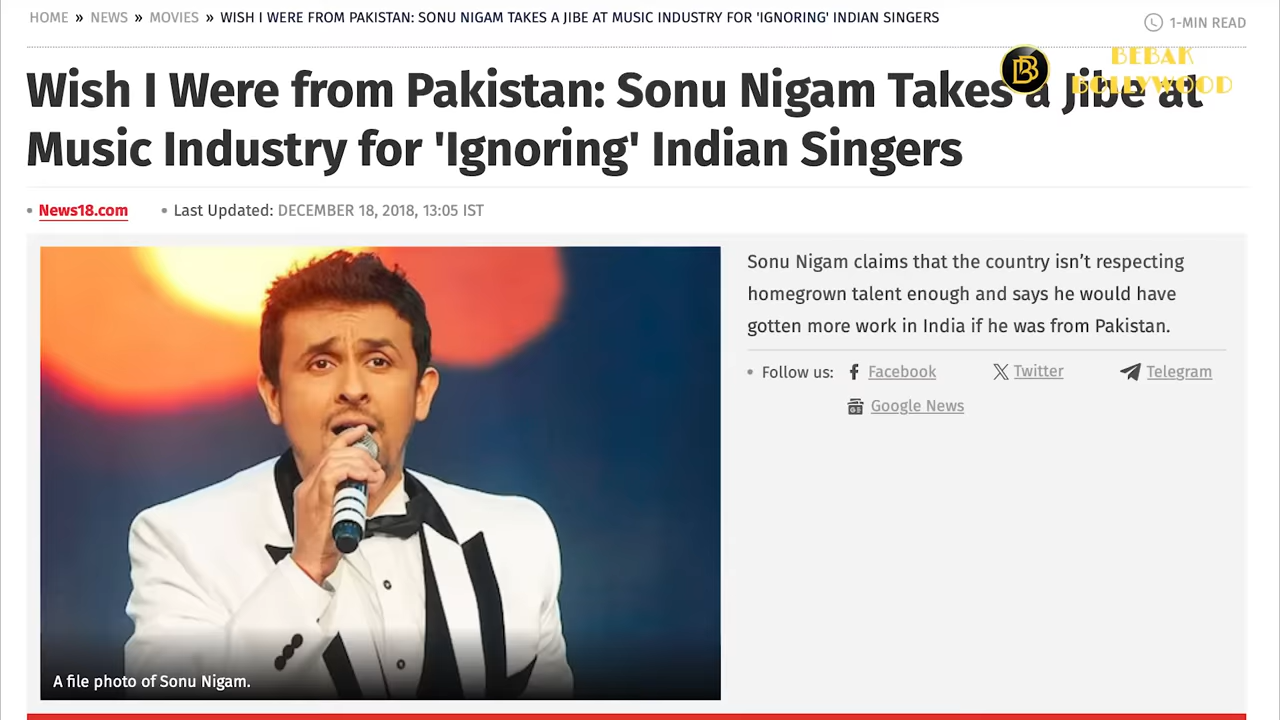 HOME » NEWS » MOVIES » WISH I WERE FROM PAKISTAN: SONU NIGAM TAKES A JIBE AT MUSIC INDUSTRY FOR 'IGNORING' INDIAN SINGERS
1-MIN READ
BEBAK
BOLLYWOOD
B
Wish I Were from Pakistan: Sonu Nigam Takes a Jibe at
Music Industry for 'Ignoring' Indian Singers
• News18.com • Last Updated: DECEMBER 18, 2018, 13:05 IST
Sonu Nigam claims that the country isn’t respecting
homegrown talent enough and says he would have
gotten more work in India if he was from Pakistan.
• Follow us: Facebook Twitter Telegram
Google News
A file photo of Sonu Nigam.